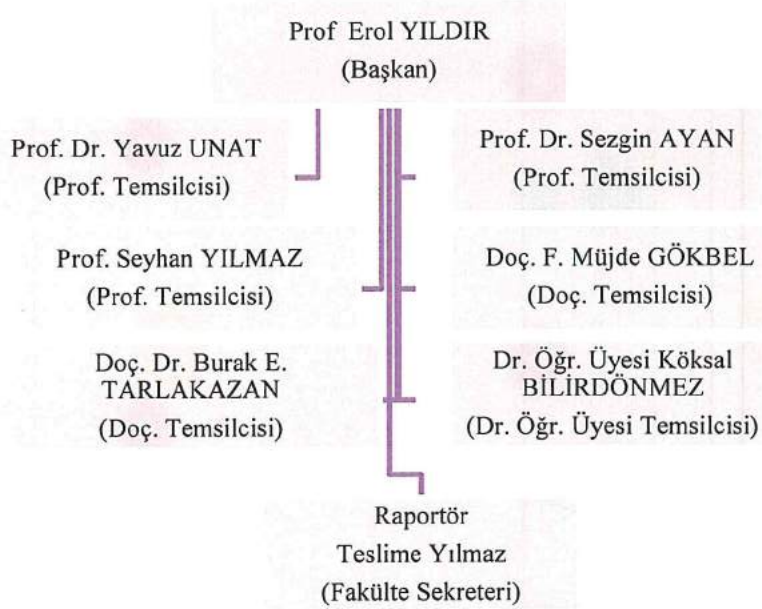 Prof Erol YILDIR
(Başkan)
Prof. Dr. Yavuz UNAT
(Prof. Temsilcisi)
Prof. Dr. Sezgin AYAN
(Prof. Temsilcisi)
Prof. Seyhan YILMAZ
(Prof. Temsilcisi)
Doç. F. Müjde GÖKBEL
(Doç. Temsilcisi)
Doç. Dr. Burak E.
TARLAKAZAN
(Doç. Temsilcisi)
Dr. Öğr. Üyesi Köksal
BİLİRDÖNMEZ
(Dr. Öğr. Üyesi Temsilcisi)
Raportör
Teslime Yılmaz
(Fakülte Sekreteri)